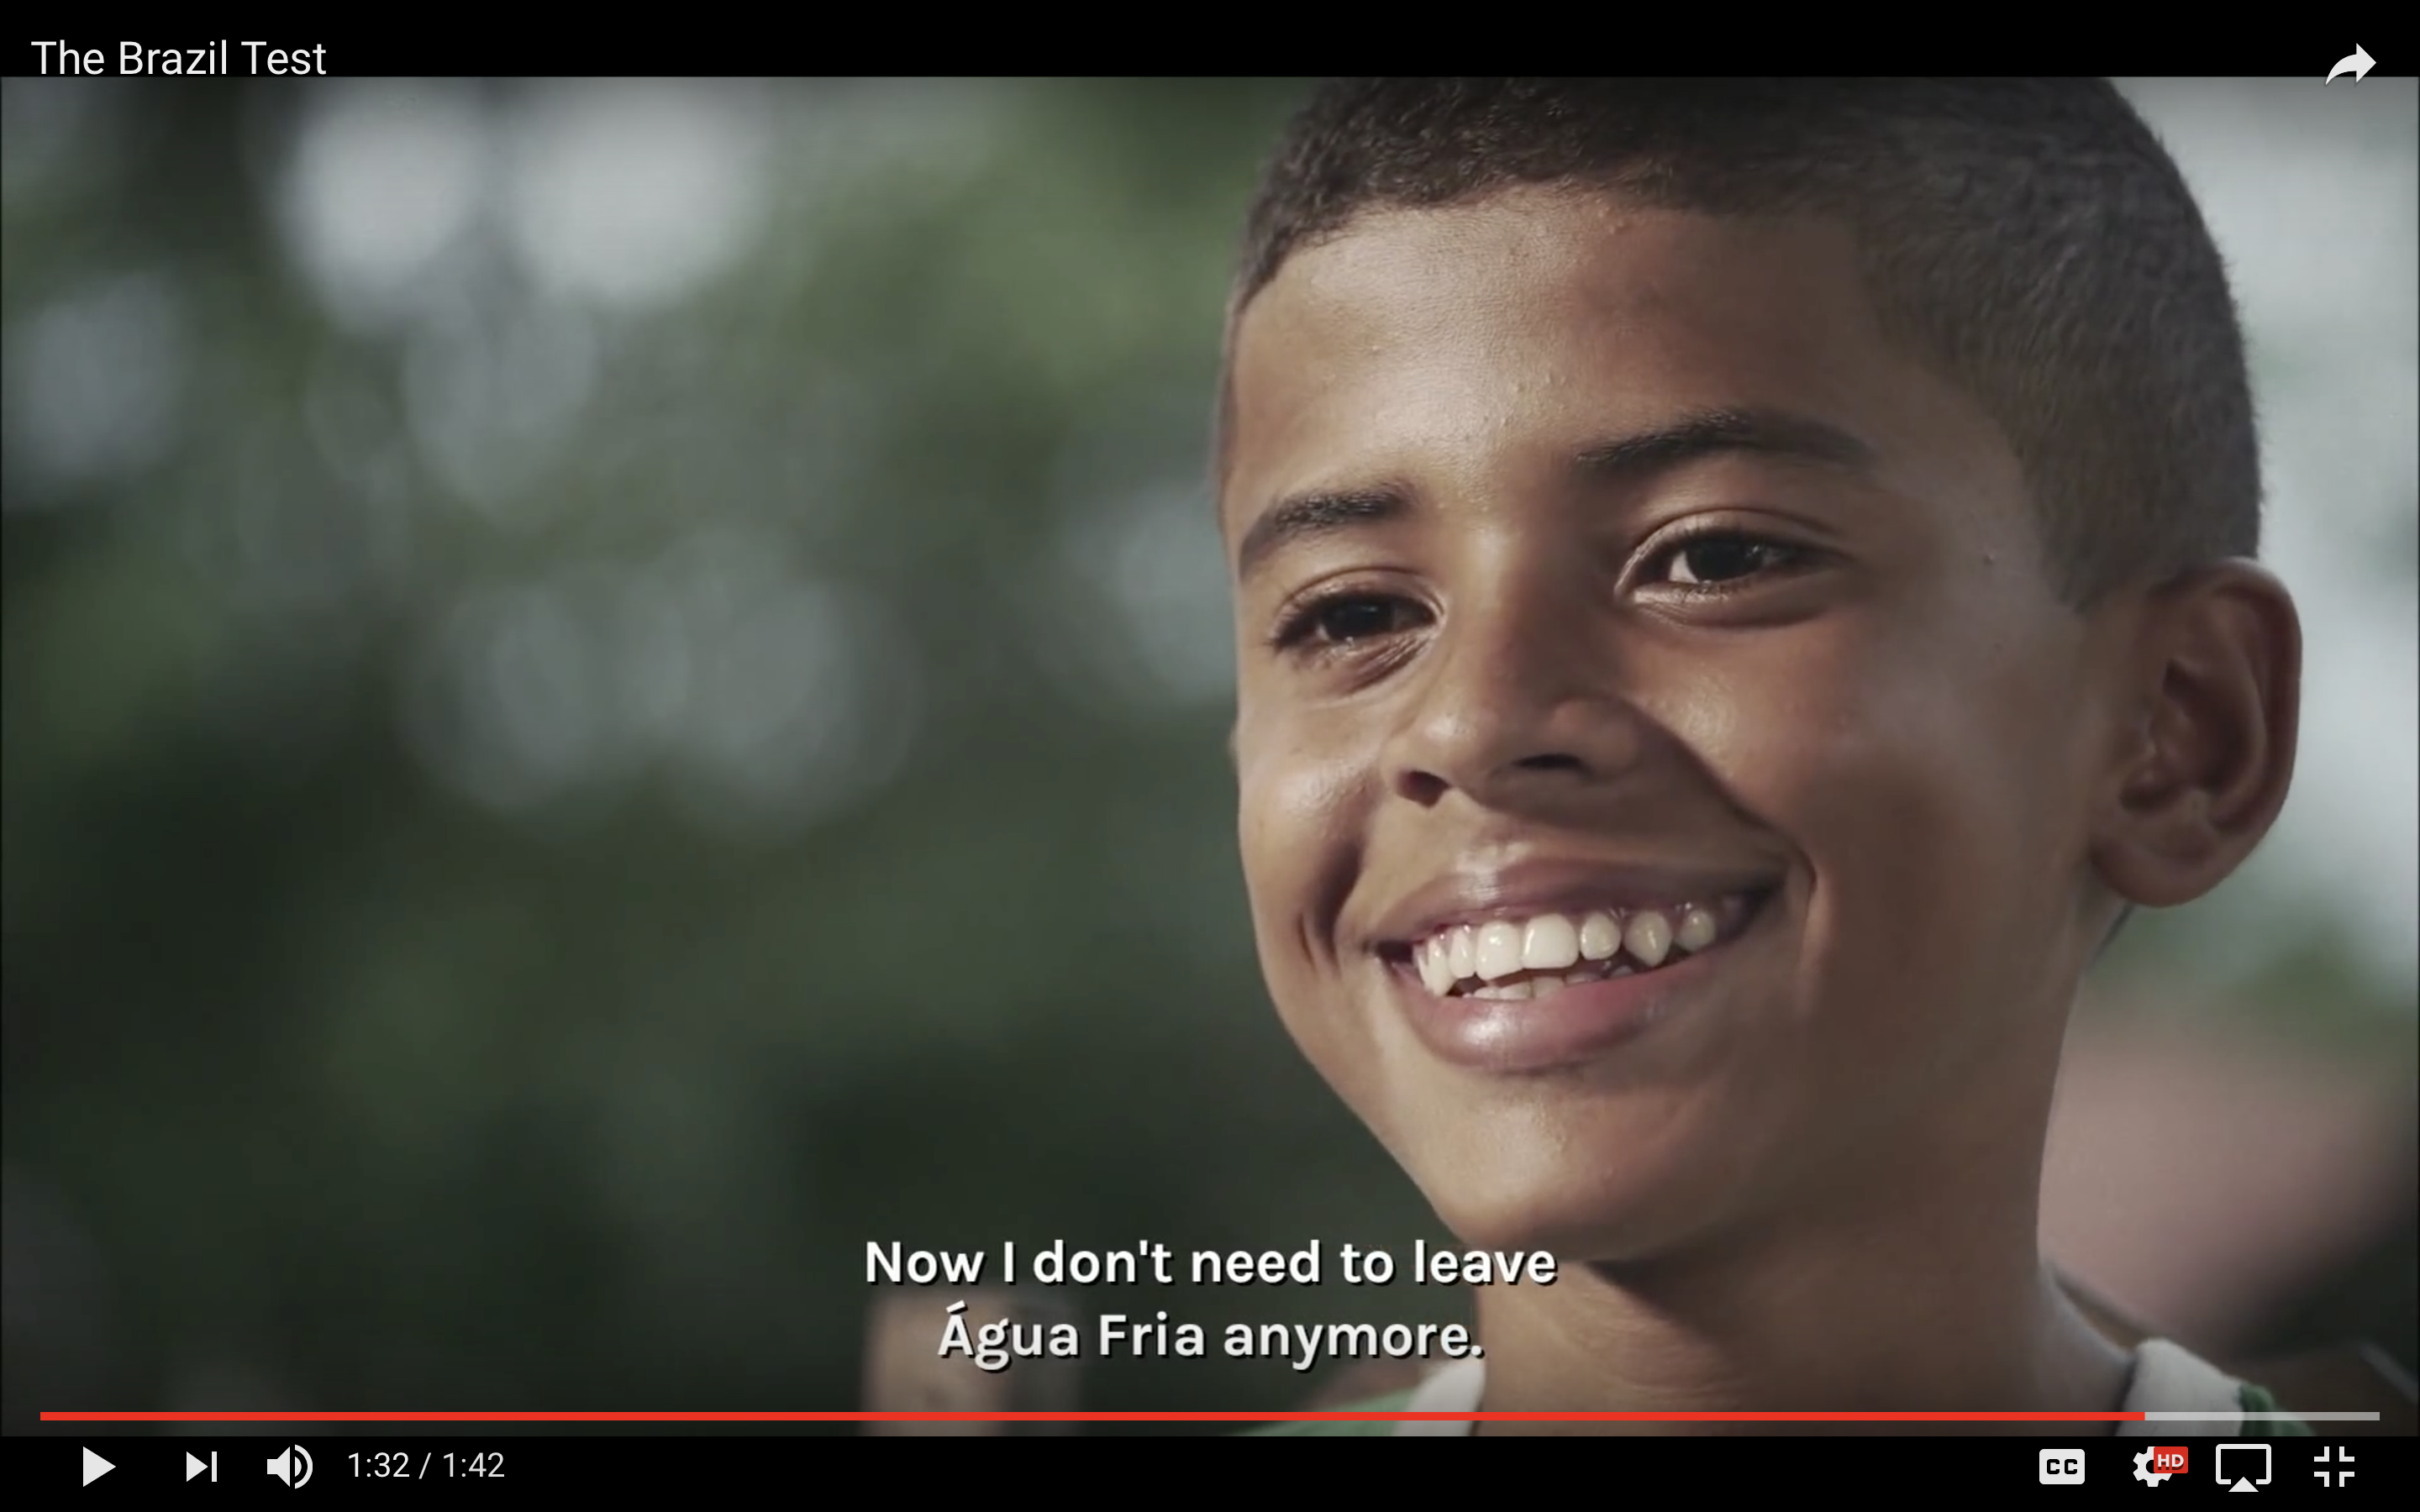 The Brazil Test
Now I don't need to leave
Água Fria anymore.
1:32 / 1:42
CC
HD